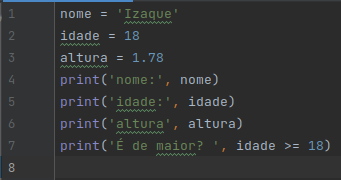 1 nome = 'Izaque'
2 idade = 18
3 altura = 1.78
4 print('nome:', nome)
5 print('idade:', idade)
6 print('altura', altura)
7 print('É de maior? ', idade >= 18)
8